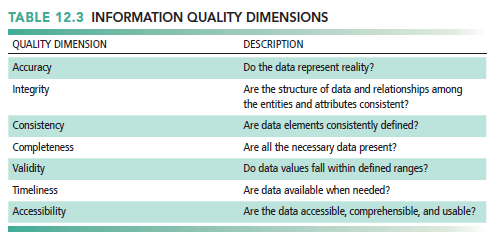 TABLE 12.3 INFORMATION QUALITY DIMENSIONS
QUALITY DIMENSION DESCRIPTION
Accuracy Do the data represent reality?
Integrity Are the structure of data and relationships among
the entities and attributes consistent?
Consistency Are data elements consistently defined?
Completeness Are all the necessary data present?
Validity Do data values fall within defined ranges?
Timeliness Are data available when needed?
Accessibility Are the data accessible, comprehensible, and usable?